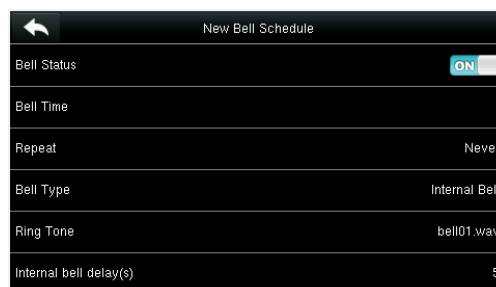 New Bell Schedule
Bell Status ON
Bell Time
Repeat Neve
Bell Type Internal Bel
Ring Tone bell01.wav
Internal bell delay(s) 5